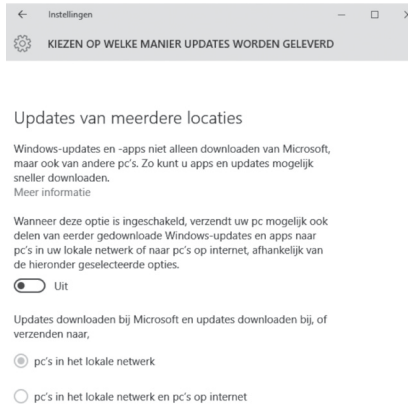 Instellingen
KIEZEN OP WELKE MANIER UPDATES WORDEN GELEVERD
Updates van meerdere locaties
Windows-updates en -apps niet alleen downloaden van Microsoft,
maar ook van andere pc's. Zo kunt u apps en updates mogelijk
sneller downloaden.
Meer informatie
Wanneer deze optie is ingeschakeld, verzendt uw pc mogelijk ook
delen van eerder gedownloade Windows-updates en apps naar
pc's in uw lokale netwerk of naar pc's op internet, afhankelijk van
de hieronder geselecteerde opties.
Uit
Updates downloaden bij Microsoft en updates downloaden bij, of
verzenden naar,
pc's in het lokale netwerk
pc's in het lokale netwerk en pc's op internet